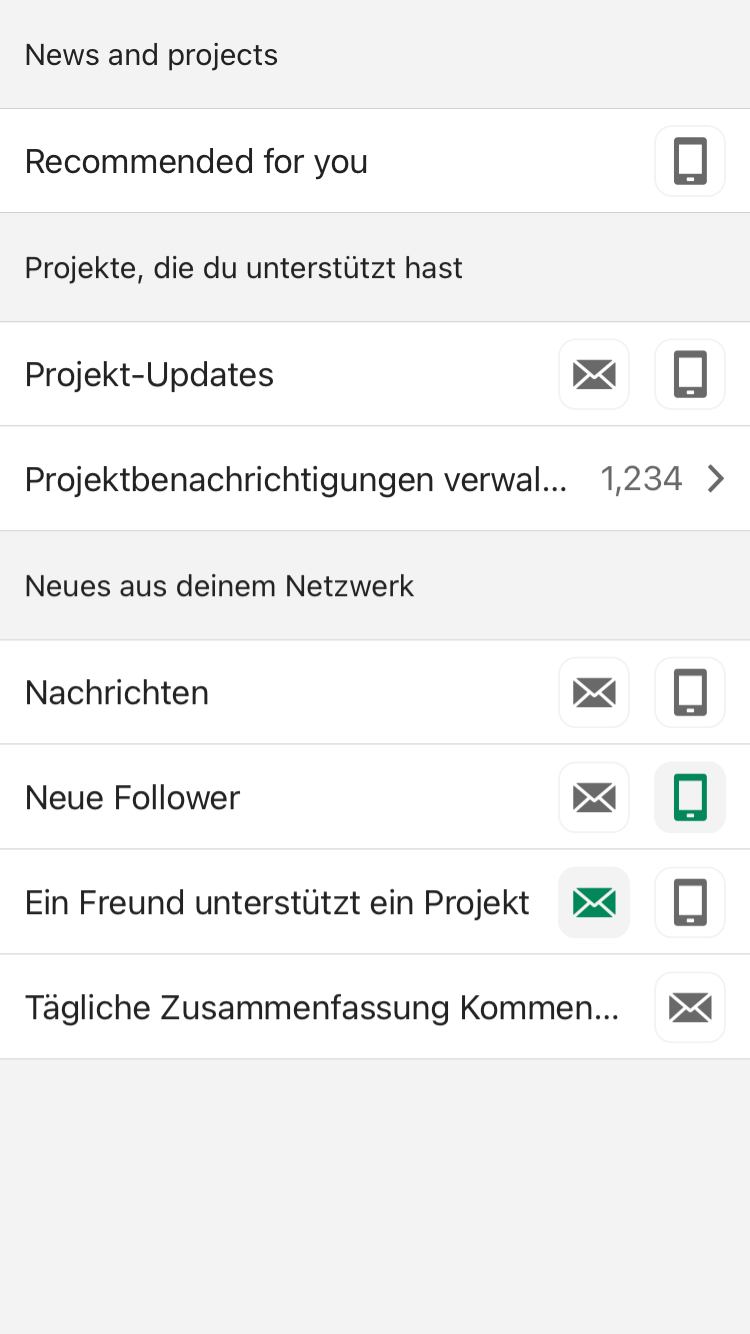 News and projects
Recommended for you
Projekte, die du unterstützt hast
Projekt-Updates
Projektbenachrichtigungen verwal... 1,234
Neues aus deinem Netzwerk
Nachrichten
Neue Follower
Ein Freund unterstützt ein Projekt
Tägliche Zusammenfassung Kommen...